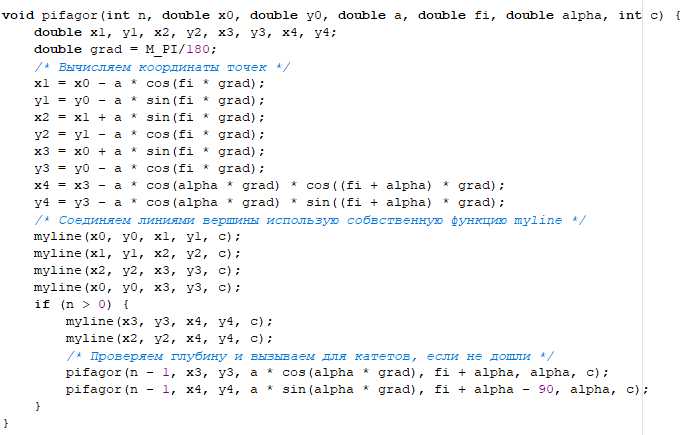 void pifagor(int n, double x0, double y0, double a, double fi, double alpha, int c) {
    double x1, y1, x2, y2, x3, y3, x4, y4;
    double grad = M_PI/180;
    /* Вычисляем координаты точек */
    x1 = x0 - a * cos(fi * grad);
    y1 = y0 - a * sin(fi * grad);
    x2 = x1 + a * sin(fi * grad);
    y2 = y1 - a * cos(fi * grad);
    x3 = x0 + a * sin(fi * grad);
    y3 = y0 - a * cos(fi * grad);
    x4 = x3 - a * cos(alpha * grad) * cos((fi + alpha) * grad);
    y4 = y3 - a * cos(alpha * grad) * sin((fi + alpha) * grad);
    /* Соединяем линиями вершины использую собвственную функцию myline */
    myline(x0, y0, x1, y1, c);
    myline(x1, y1, x2, y2, c);
    myline(x2, y2, x3, y3, c);
    myline(x0, y0, x3, y3, c);
    if (n > 0) {
        myline(x3, y3, x4, y4, c);
        myline(x2, y2, x4, y4, c);
        /* Проверяем глубину и вызываем для катетов, если не дошли */
        pifagor(n - 1, x3, y3, a * cos(alpha * grad), fi + alpha, alpha, c);
        pifagor(n - 1, x4, y4, a * sin(alpha * grad), fi + alpha - 90, alpha, c);
    }
}